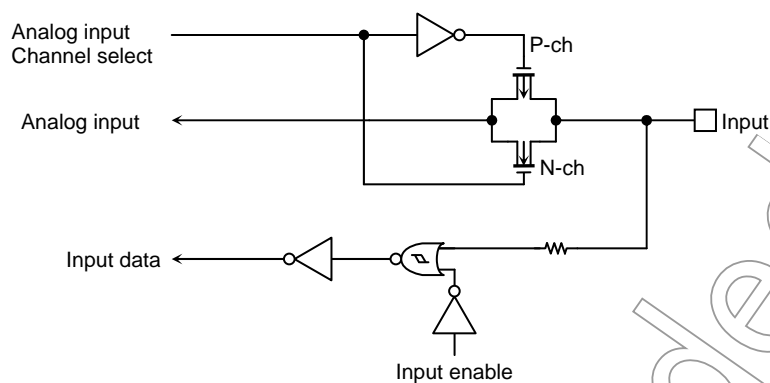 Analog input
Channel select
P-ch
Analog input
Input
N-ch
Input data
Input enable